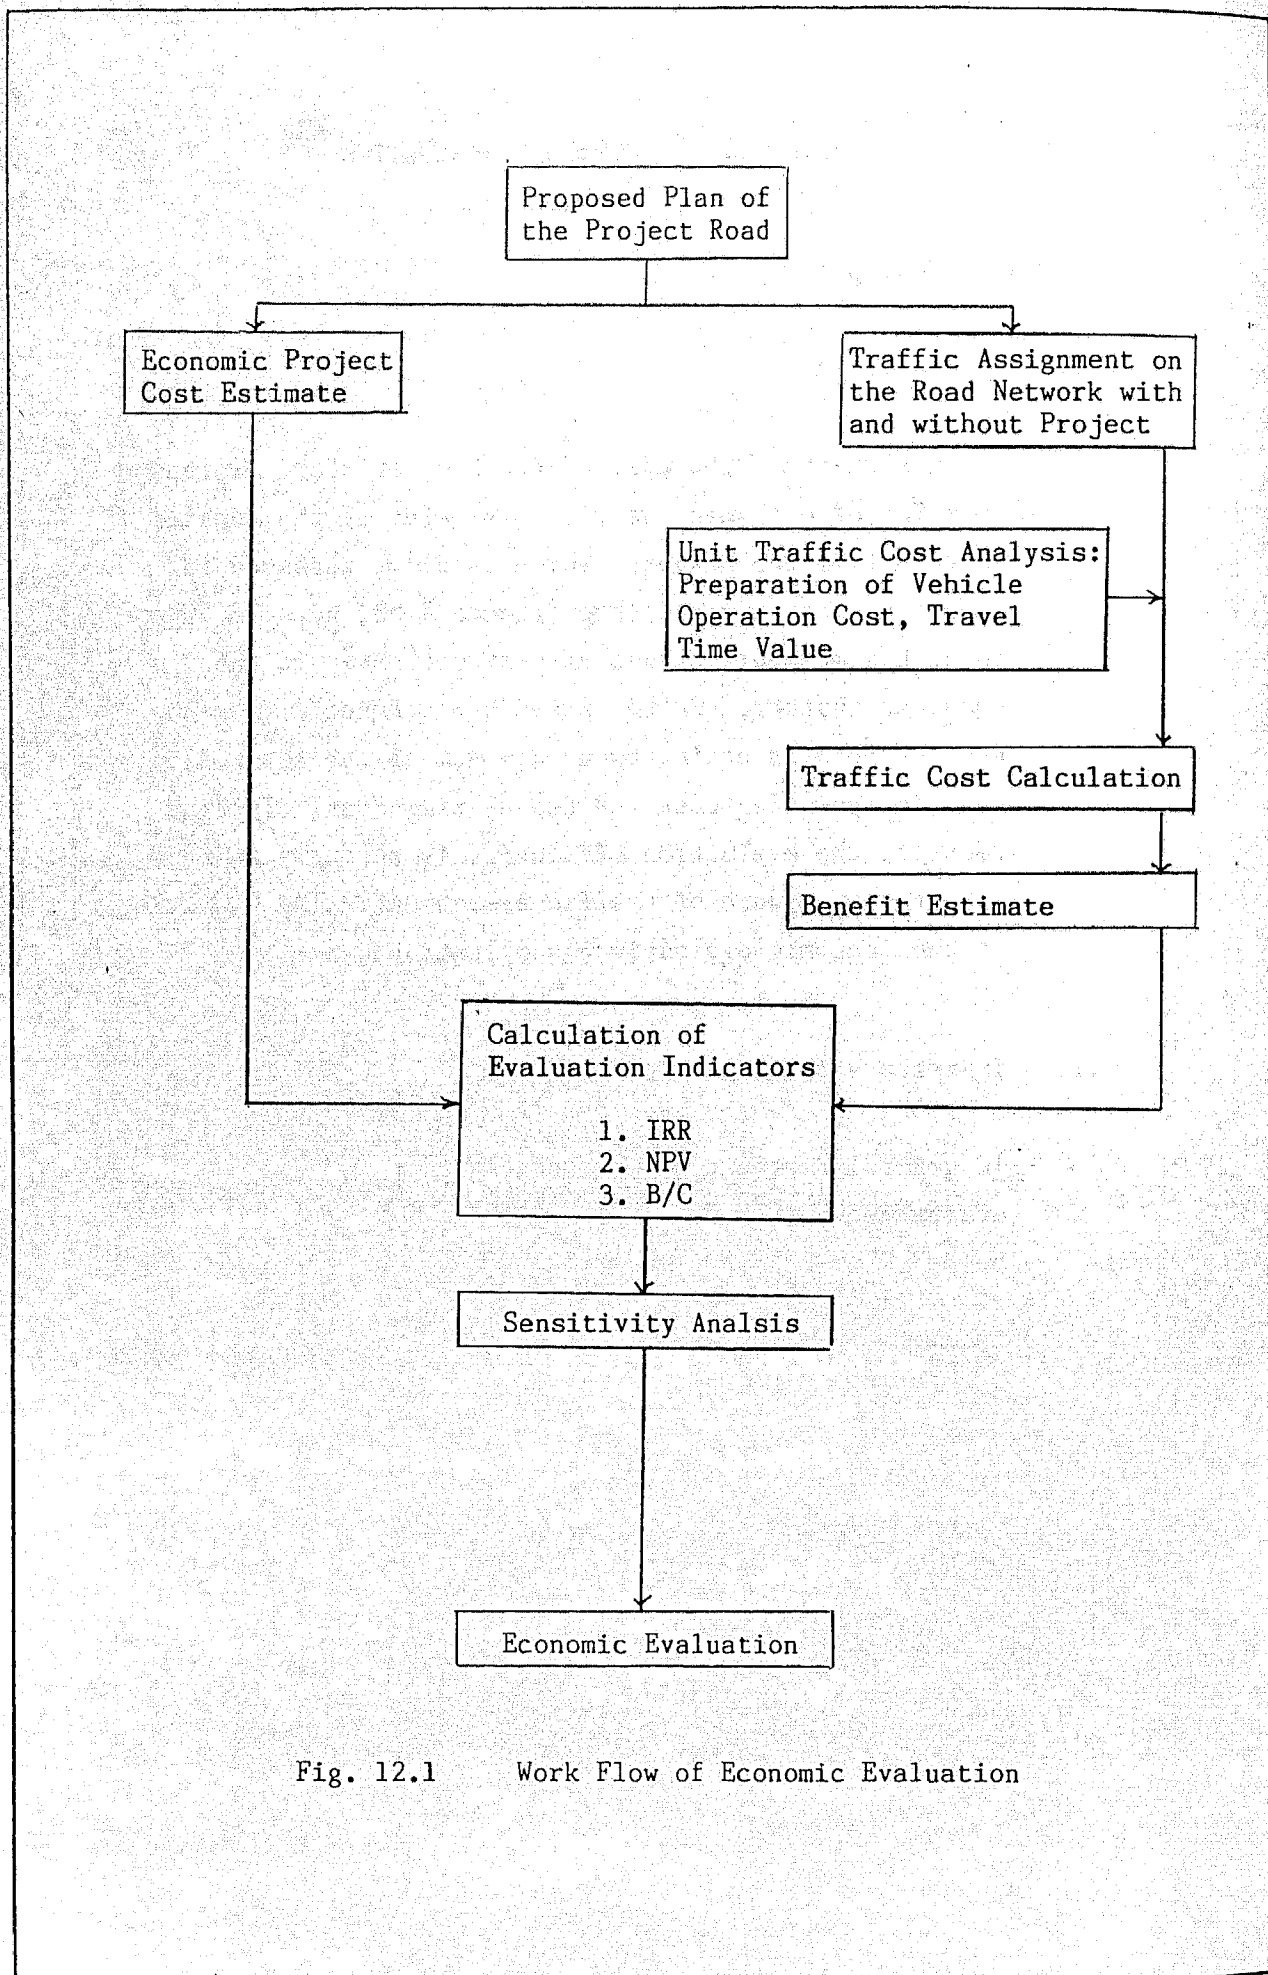 Proposed Plan of
the Project Road
Economic Project
Cost Estimate
Traffic Assignment on
the Road Network with
and without Project
Unit Traffic Cost Analysis:
Preparation of Vehicle
Operation Cost, Travel
Time Value
Traffic Cost Calculation
Benefit Estimate
Calculation of
Evaluation Indicators
1. IRR
2. NPV
3. B/C
Sensitivity Analsis
Economic Evaluation
Fig. 12.1 Work Flow of Economic Evaluation